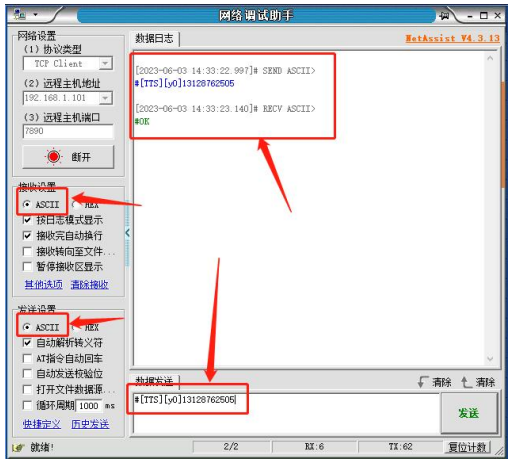 网络调试助手
网络设置
(1) 协议类型
TCP Client
(2) 远程主机地址
192.168.1.101
(3) 远程主机端口
7890
断开
接收设置
ASCII
HEX
按日志模式显示
接收完自动换行
接收转向至文件...
暂停接收区显示
其他选项 清除接收
发送设置
ASCII
HEX
自动解析转义符
AT指令自动回车
自动发送校验位
打开文件数据源...
循环周期 1000 ms
快捷定义 历史发送
数据日志
NetAssist V4.3.13
[2023-06-03 14:33:22.997]# SEND ASCII>
#[TTS][y0]13128762505
[2023-06-03 14:33:23.140]# RECV ASCII>
#OK
数据发送
清除 清除
#[TTS][y0]13128762505
发送
就绪!
2/2
RX:6
TX:62
复位计数